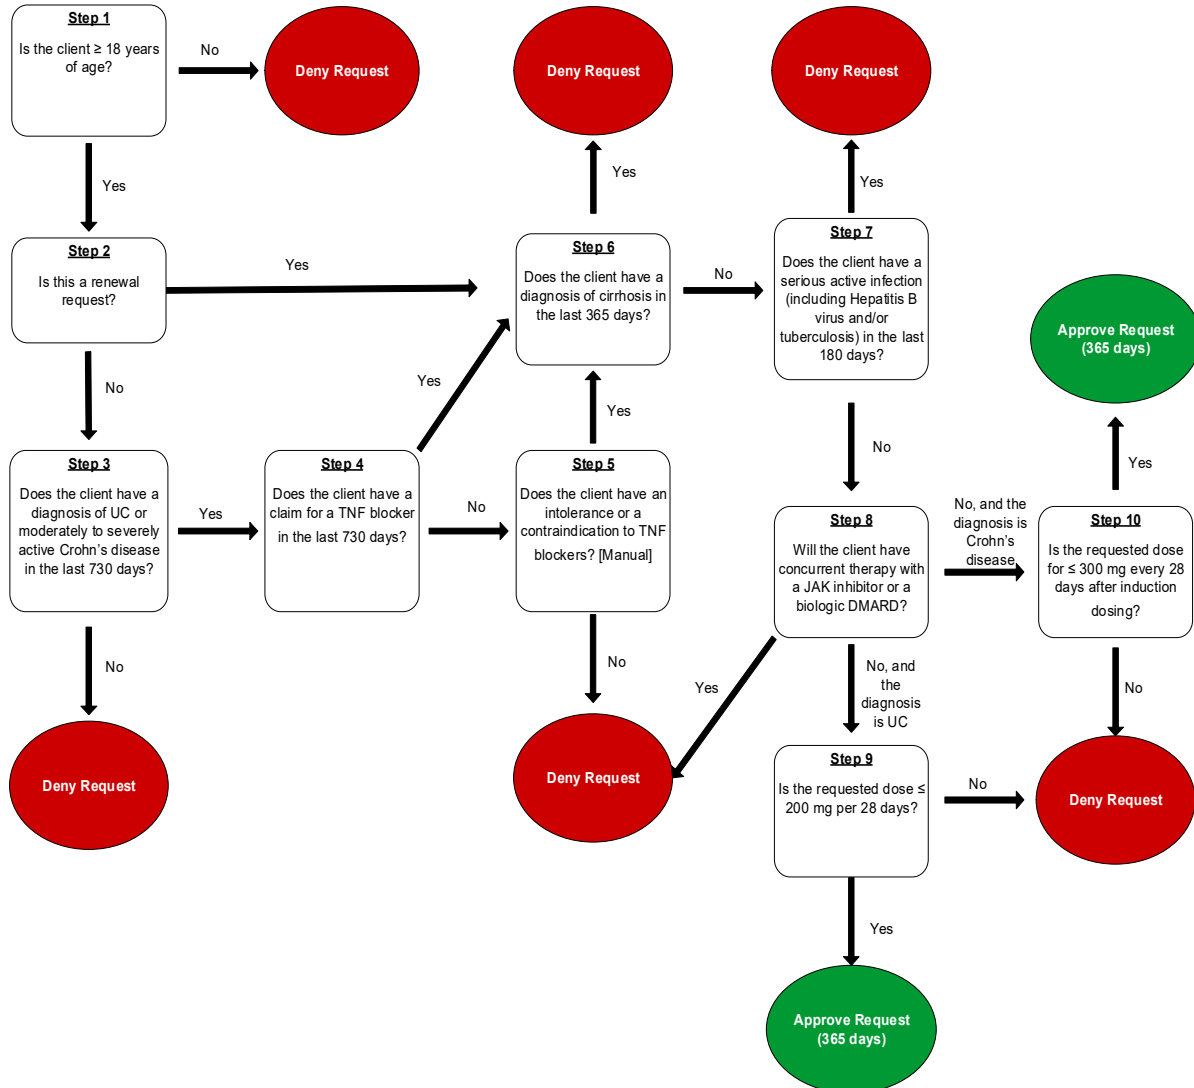 Step 1
Is the client ≥ 18 years
of age?
No
Deny Request
Yes
Step 2
Is this a renewal
request?
Yes
No
Step 3
Does the client have a
diagnosis of UC or
moderately to severely
active Crohn’s disease
in the last 730 days?
Yes
No
Deny Request
Step 4
Does the client have a
claim for a TNF blocker
in the last 730 days?
Yes
No
Step 5
Does the client have an
intolerance or a
contraindication to TNF
blockers? [Manual]
Yes
No
Deny Request
Step 6
Does the client have a
diagnosis of cirrhosis in
the last 365 days?
Yes
Deny Request
No
Step 7
Does the client have a
serious active infection
(including Hepatitis B
virus and/or
tuberculosis) in the last
180 days?
Yes
Deny Request
No
Step 8
Will the client have
concurrent therapy with
a JAK inhibitor or a
biologic DMARD?
Yes
No, and
the
diagnosis
is UC
No, and the
diagnosis is
Crohn’s
disease
Step 9
Is the requested dose ≤
200 mg per 28 days?
No
Yes
Approve Request
(365 days)
Step 10
Is the requested dose
for ≤ 300 mg every 28
days after induction
dosing?
Yes
Approve Request
(365 days)
No
Deny Request